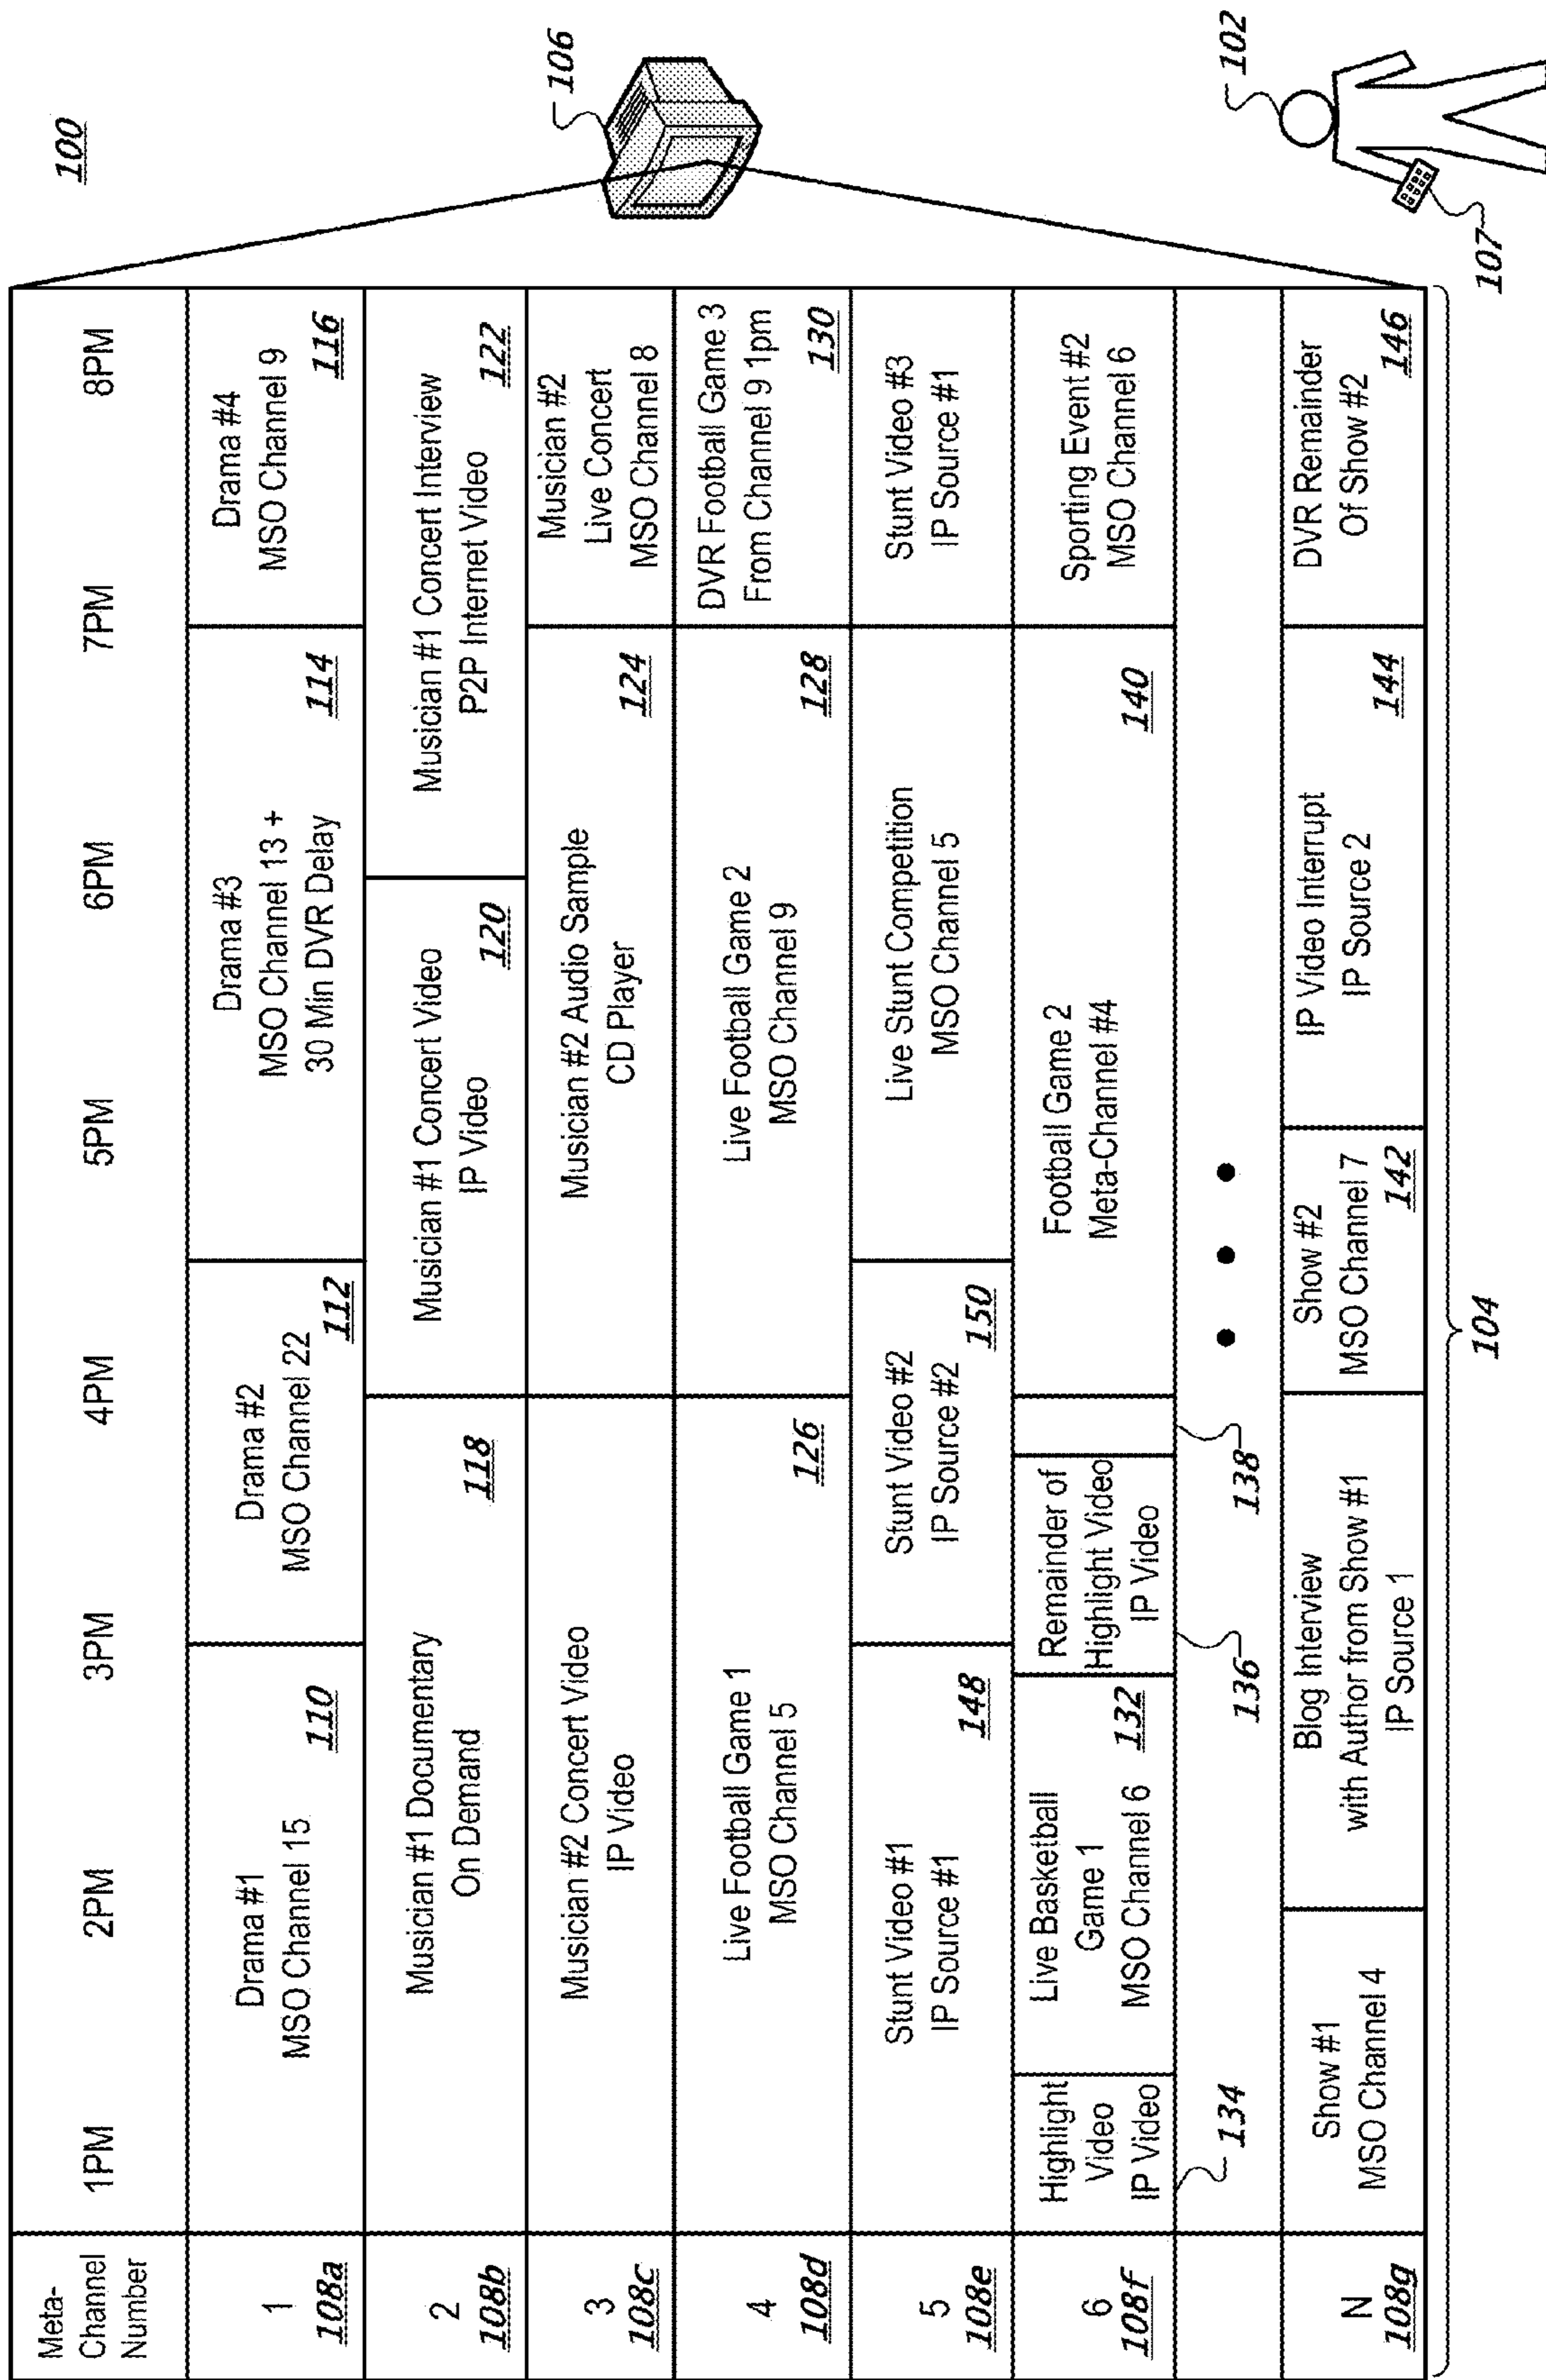 100
Meta-
Channel
Number
1PM
2PM
3PM
4PM
5PM
6PM
7PM
8PM
1
108a
Drama #1
MSO Channel 15
110
Drama #2
MSO Channel 22
112
Drama #3
MSO Channel 13 +
30 Min DVR Delay
114
Drama #4
MSO Channel 9
116
2
108b
Musician #1 Documentary
On Demand
118
Musician #1 Concert Video
IP Video
120
Musician #1 Concert Interview
P2P Internet Video
122
3
108c
Musician #2 Concert Video
IP Video
Musician #2 Audio Sample
CD Player
124
Musician #2
Live Concert
MSO Channel 8
4
108d
Live Football Game 1
MSO Channel 5
126
Live Football Game 2
MSO Channel 9
128
DVR Football Game 3
From Channel 9 1pm
130
5
108e
Stunt Video #1
IP Source #1
148
Stunt Video #2
IP Source #2
150
Live Stunt Competition
MSO Channel 5
Stunt Video #3
IP Source #1
6
108f
Highlight
Video
IP Video
134
Live Basketball
Game 1
MSO Channel 6
132
Remainder of
Highlight Video
IP Video
136
138
Football Game 2
Meta-Channel #4
140
Sporting Event #2
MSO Channel 6
N
108g
Show #1
MSO Channel 4
Blog Interview
with Author from Show #1
IP Source 1
Show #2
MSO Channel 7
142
IP Video Interrupt
IP Source 2
144
DVR Remainder
Of Show #2
146
104
106
102
107